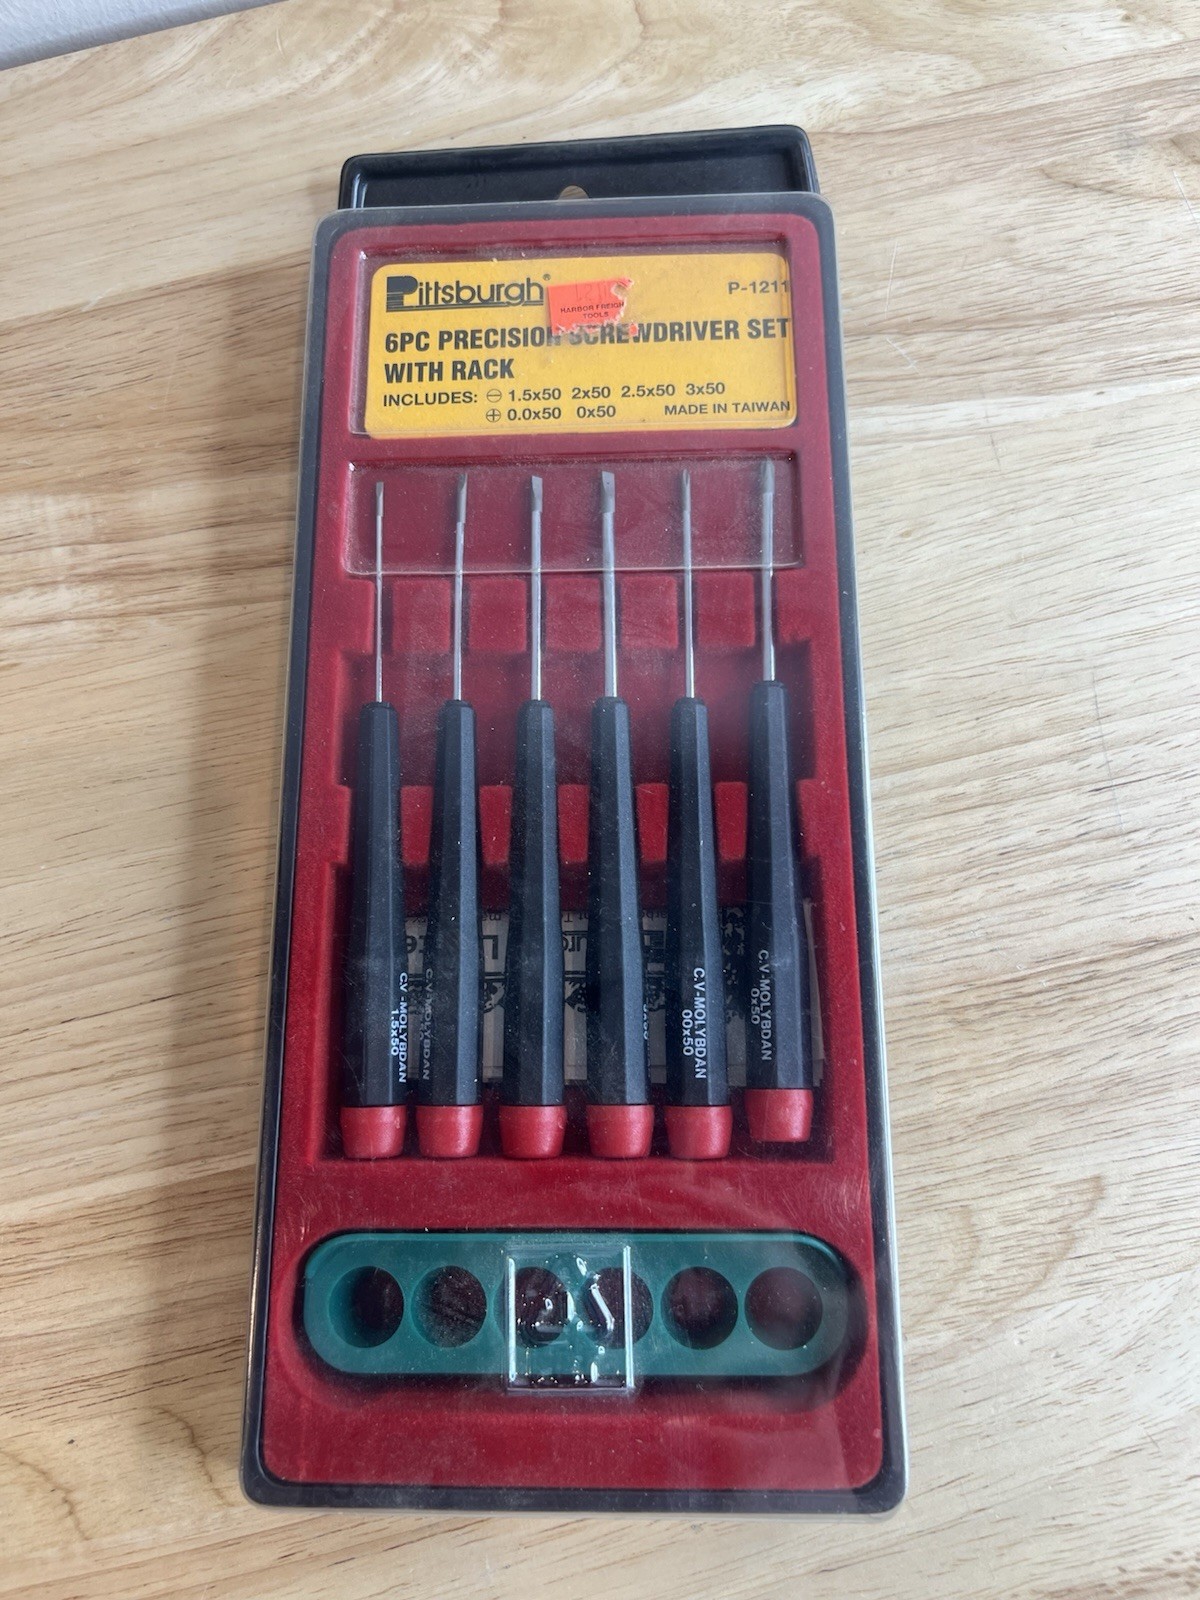 Pittsburgh®
P-1211
HARBOR FREIGH
TOOLS
6PC PRECISION SCREWDRIVER SET
WITH RACK
INCLUDES: ⊖ 1.5x50 2x50 2.5x50 3x50
⊕ 0.0x50 0x50 MADE IN TAIWAN
C.V-MOLYBDAN
1.5x50
C.V-MOLYBDAN
C.V-MOLYBDAN
00x50
C.V-MOLYBDAN
0x50